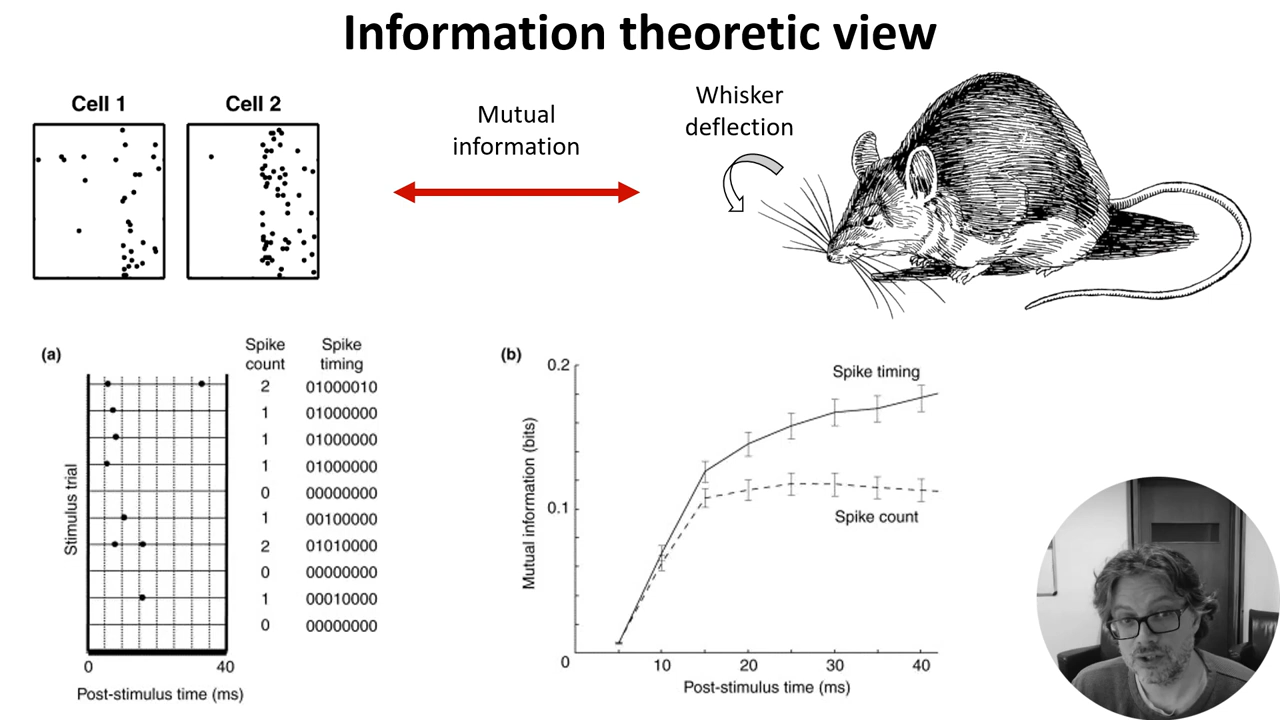 Information theoretic view
Cell 1
Cell 2
Mutual
information
Whisker
deflection
(a)
Spike
count
Spike
timing
2 01000010
1 01000000
1 01000000
1 01000000
0 00000000
1 00100000
2 01010000
0 00000000
1 00010000
0 00000000
Stimulus trial
0 40
Post-stimulus time (ms)
(b)
0.2
0.1
0
Mutual information (bits)
Spike timing
Spike count
10 20 30 40
Post-stimulus time (ms)